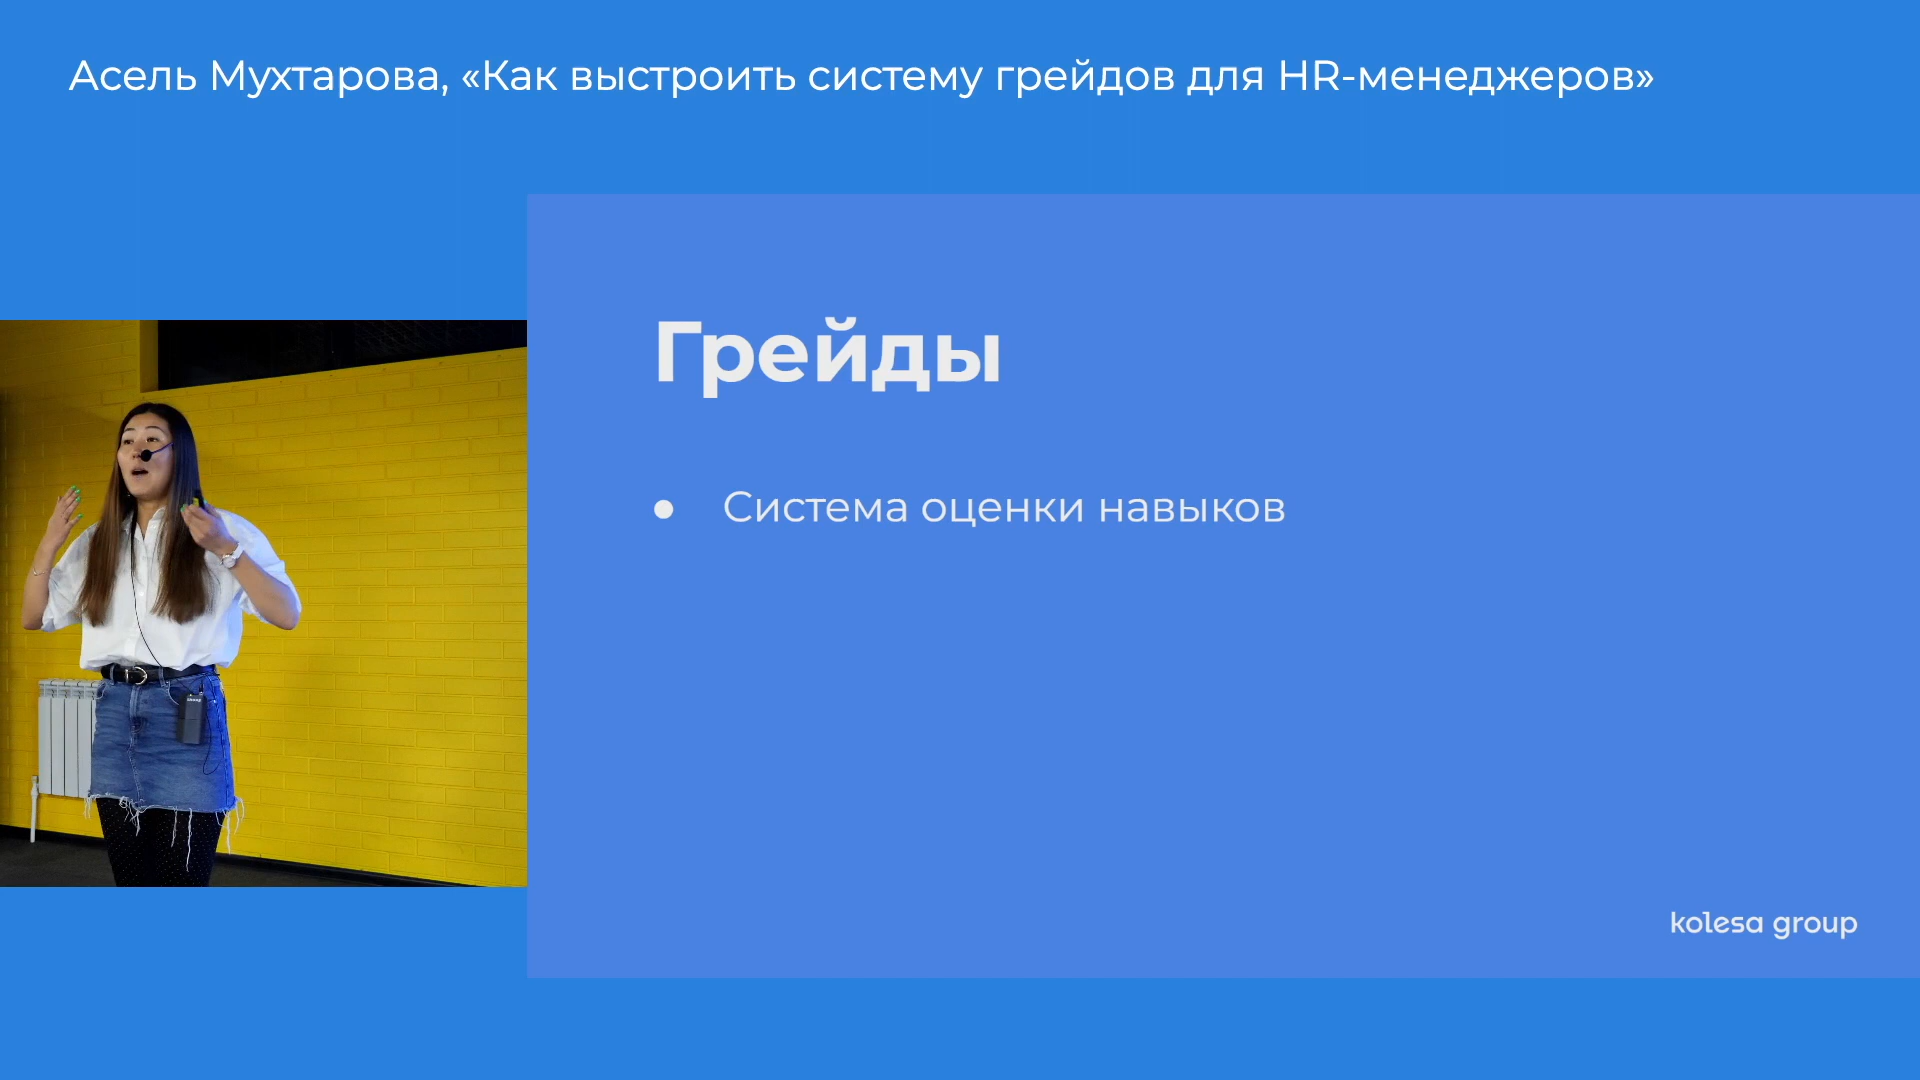 Асель Мухтарова, «Как выстроить систему грейдов для HR-менеджеров»
Грейды
● Система оценки навыков
kolesa group